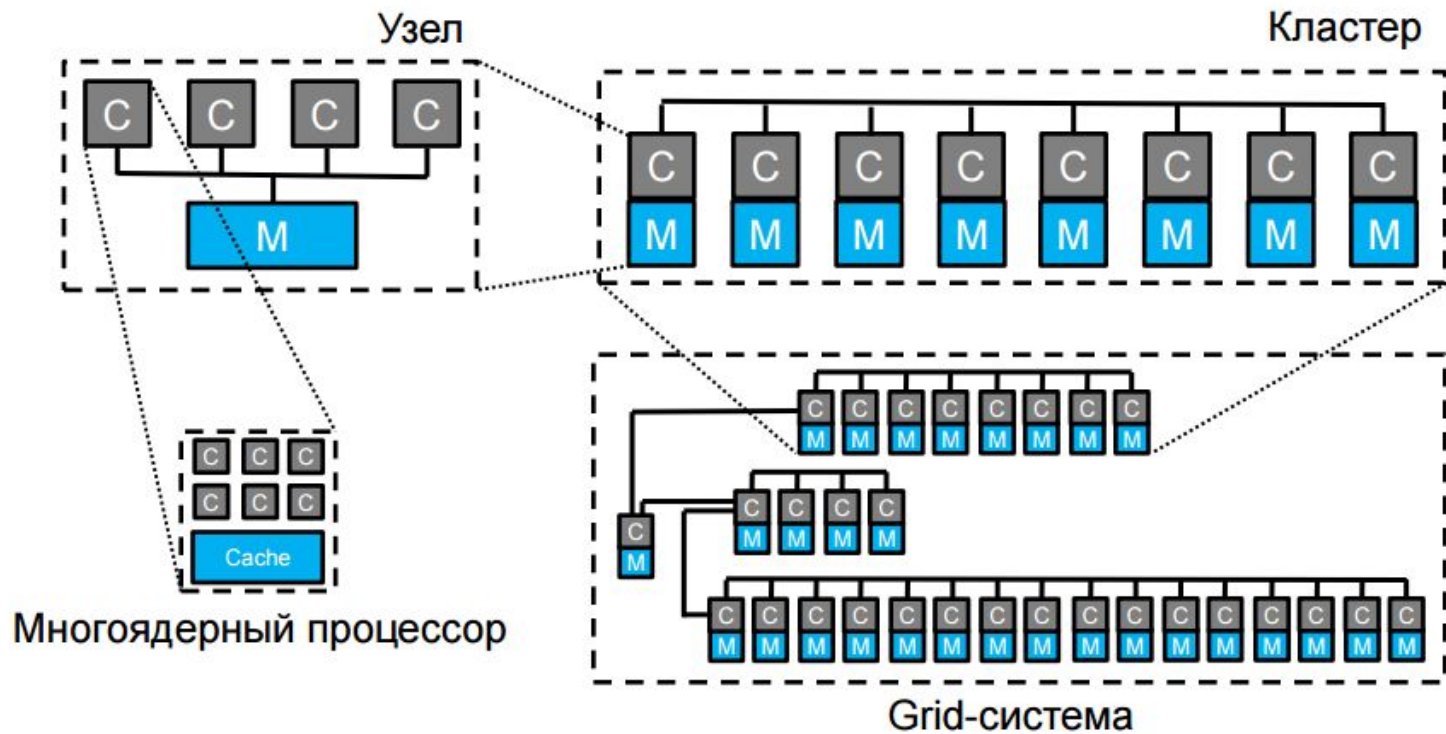 Узел
Кластер
C C C C
M
C C C C C C C C
M M M M M M M M
C C C
C C C
Cache
Многоядерный процессор
C C C C C C C C
M M M M M M M M
C C C C
M M M M
C
M
C C C C C C C C C C C C C C C C
M M M M M M M M M M M M M M M M
Grid-система